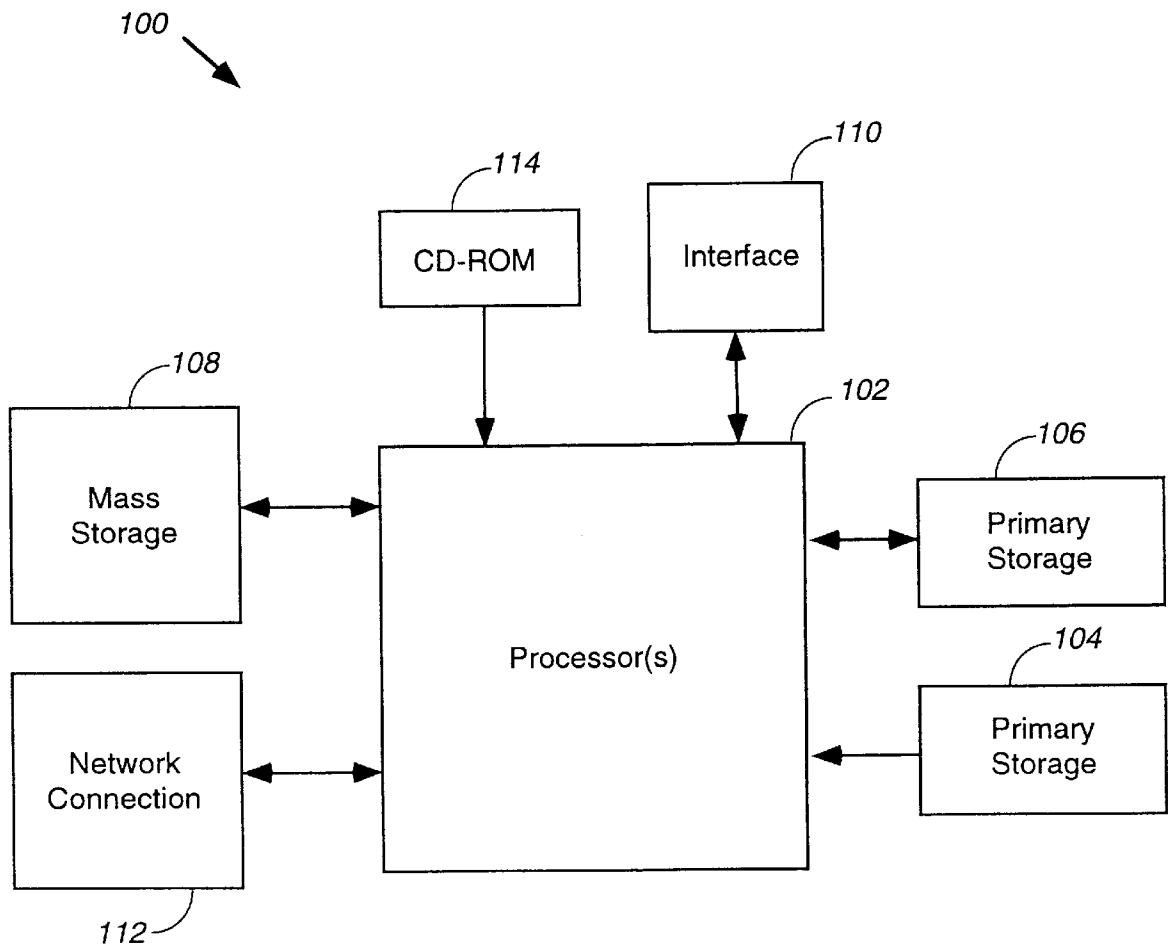 100
114
110
CD-ROM
Interface
108
102
106
Mass
Storage
Primary
Storage
104
Processor(s)
Primary
Storage
Network
Connection
112